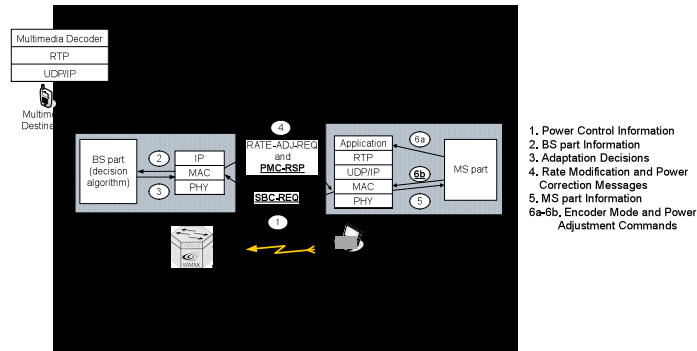 Multimedia Decoder
RTP
UDP/IP
Multim
Destina
4
RATE-ADJ-REQ
and
PMC-RSP
SBC-REQ
1
BS part
(decision
algorithm)
2
3
IP
MAC
PHY
Application
RTP
UDP/IP
MAC
PHY
6a
6b
5
MS part
WiMAX
1. Power Control Information
2. BS part Information
3. Adaptation Decisions
4. Rate Modification and Power
Correction Messages
5. MS part Information
6a-6b. Encoder Mode and Power
Adjustment Commands